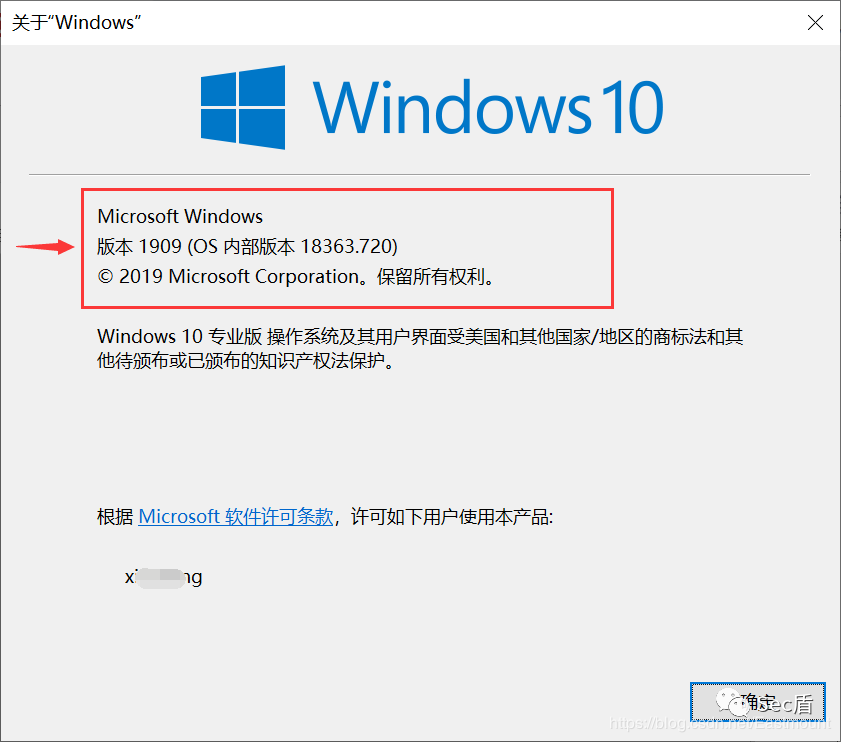 关于“Windows”
Windows 10
Microsoft Windows
版本 1909 (OS 内部版本 18363.720)
© 2019 Microsoft Corporation。保留所有权利。
Windows 10 专业版 操作系统及其用户界面受美国和其他国家/地区的商标法和其
他待颁布或已颁布的知识产权法保护。
根据 Microsoft 软件许可条款，许可如下用户使用本产品:
确定
Sec盾
https://blog.csdn.net/Eastmount